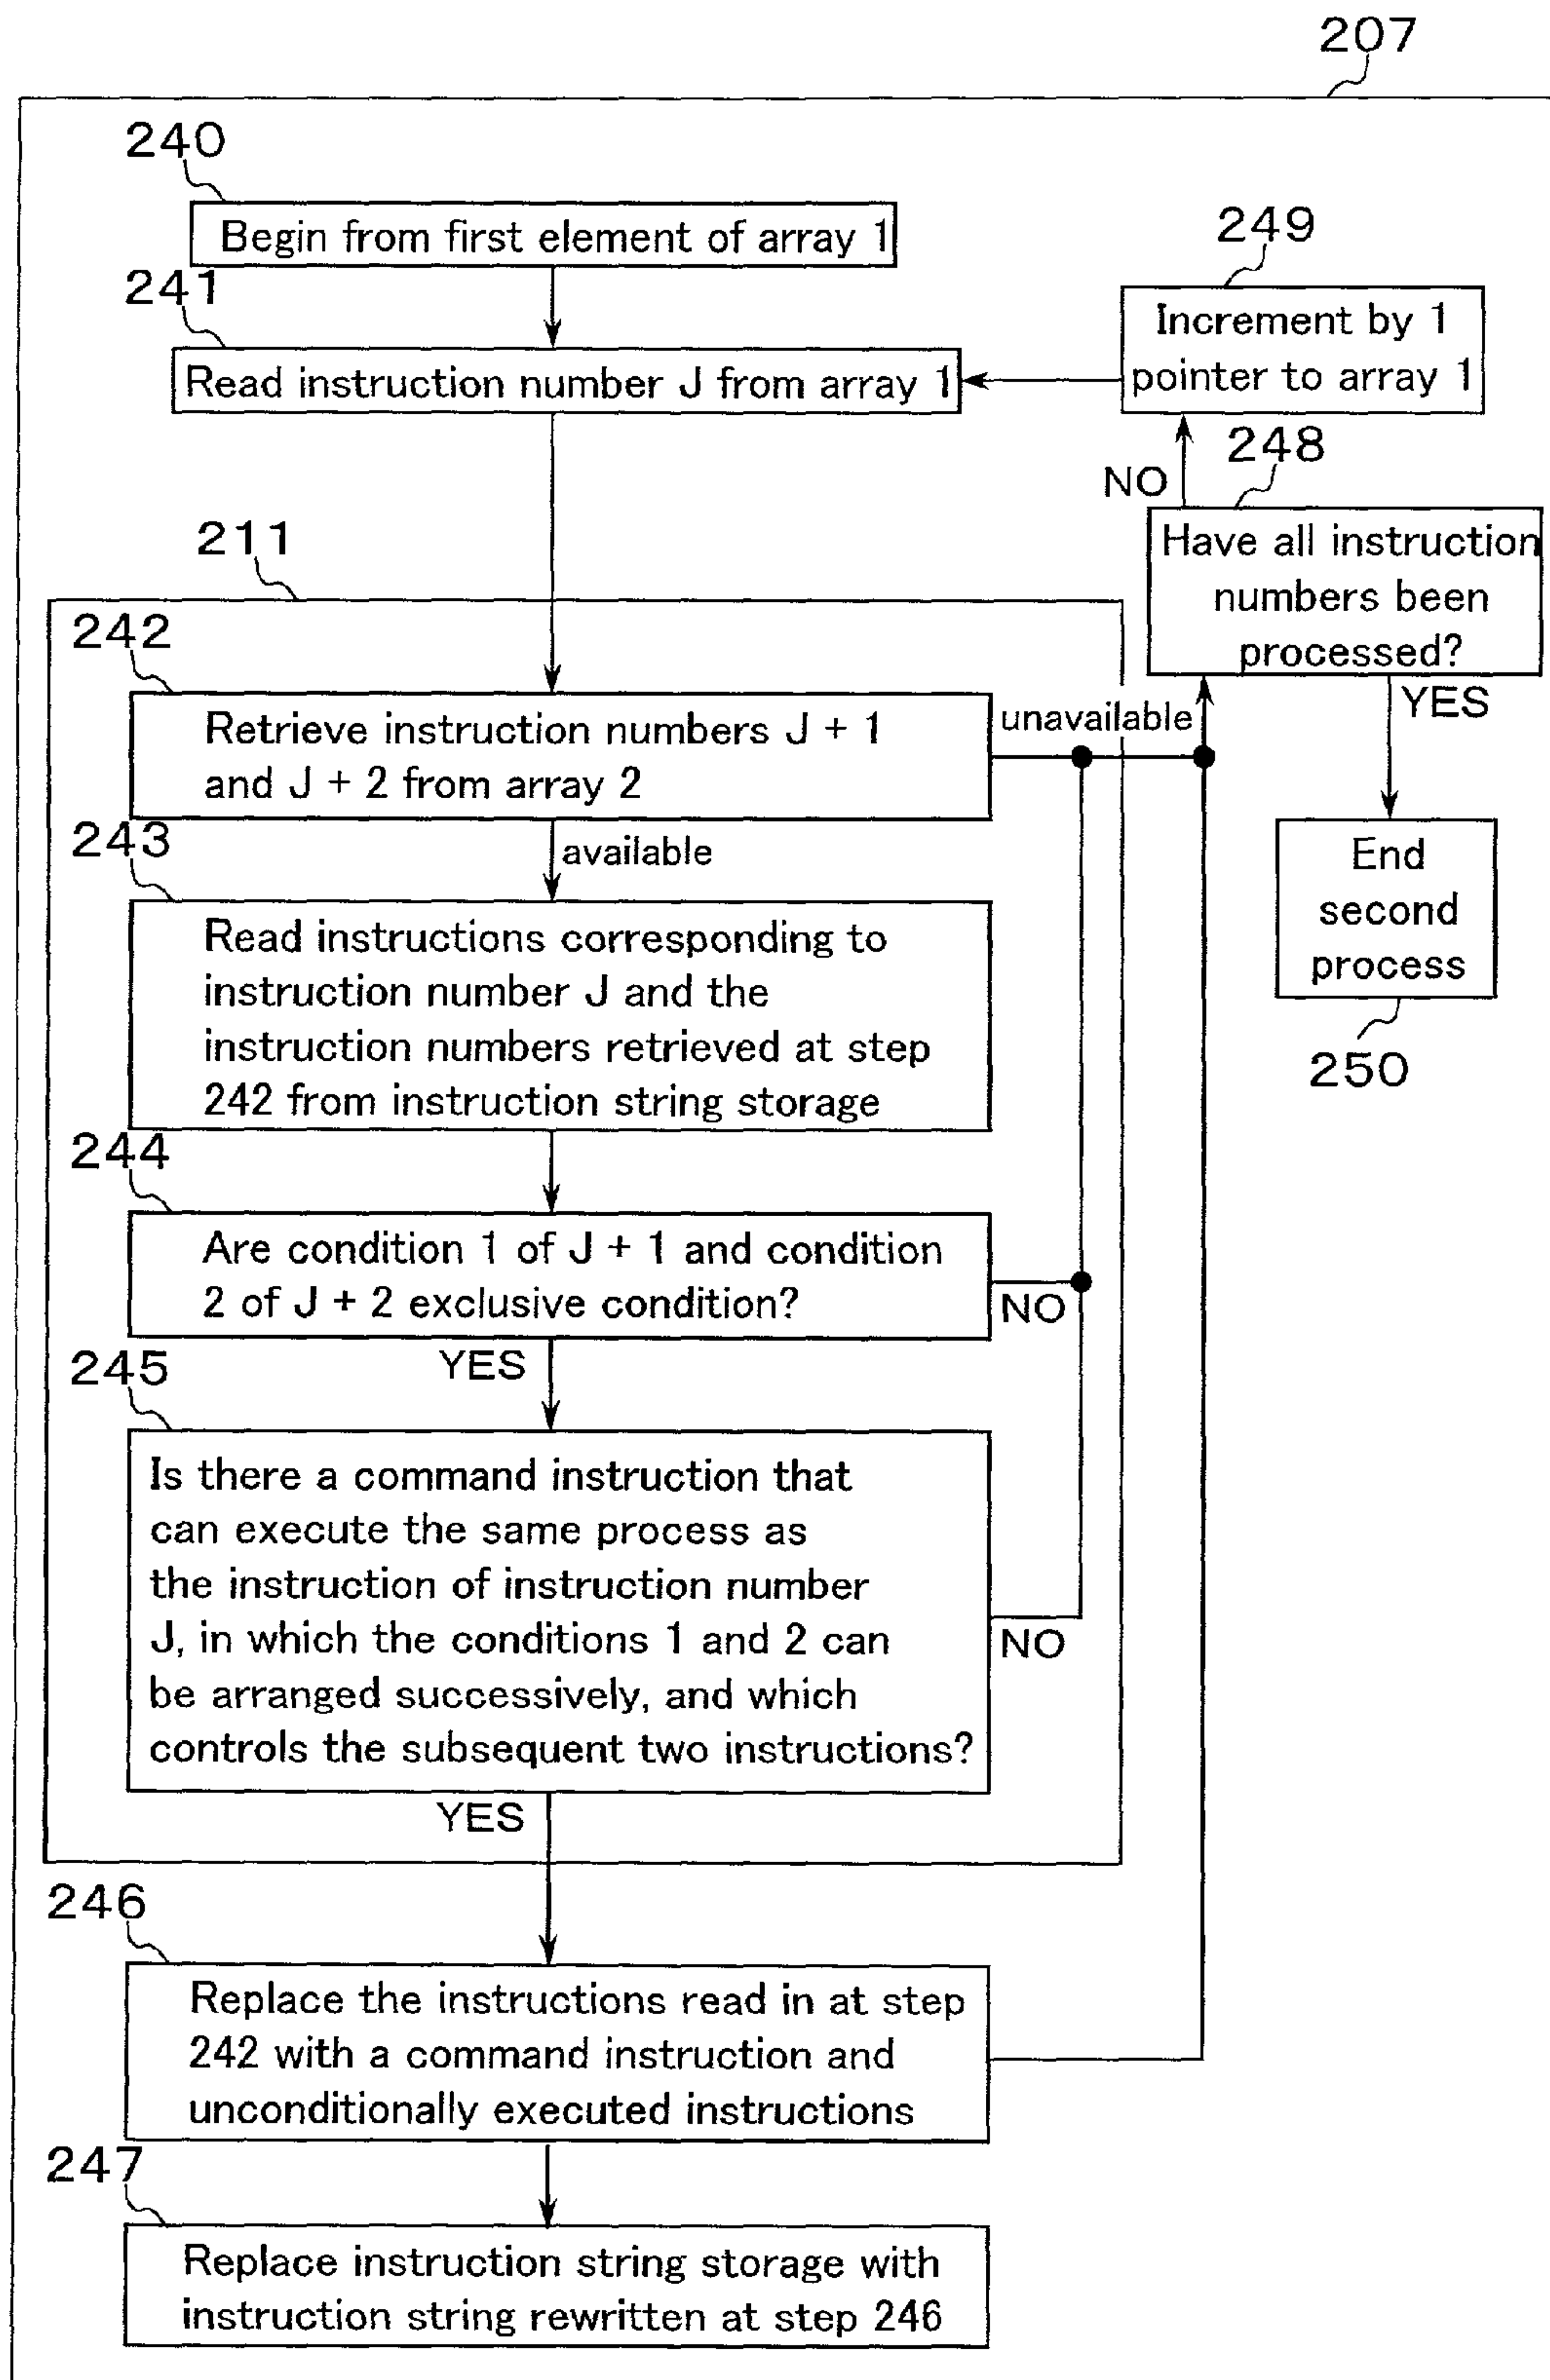 207
240
Begin from first element of array 1
241
Read instruction number J from array 1
249
Increment by 1
pointer to array 1
248
NO
Have all instruction
numbers been
processed?
YES
End
second
process
250
211
242
Retrieve instruction numbers J + 1
and J + 2 from array 2
unavailable
available
243
Read instructions corresponding to
instruction number J and the
instruction numbers retrieved at step
242 from instruction string storage
244
Are condition 1 of J + 1 and condition
2 of J + 2 exclusive condition?
NO
YES
245
Is there a command instruction that
can execute the same process as
the instruction of instruction number
J, in which the conditions 1 and 2 can
be arranged successively, and which
controls the subsequent two instructions?
NO
YES
246
Replace the instructions read in at step
242 with a command instruction and
unconditionally executed instructions
247
Replace instruction string storage with
instruction string rewritten at step 246